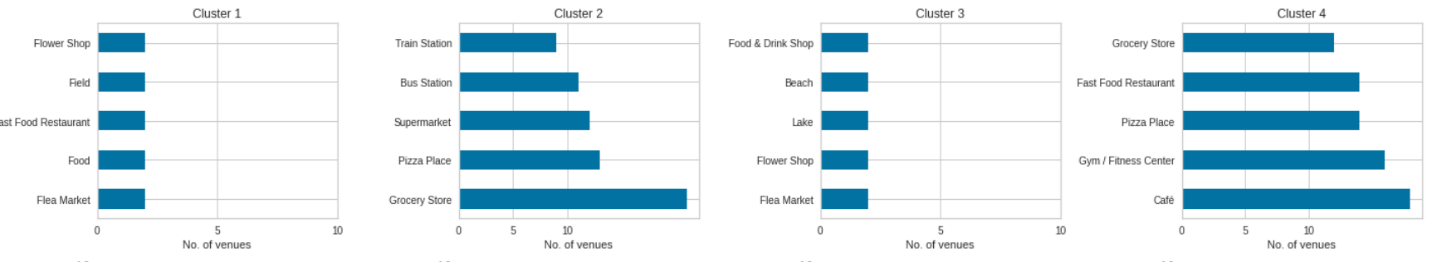 Cluster 1
Flower Shop
Field
ast Food Restaurant
Food
Flea Market
0 5 10
No. of venues
Cluster 2
Train Station
Bus Station
Supermarket
Pizza Place
Grocery Store
0 5 10
No. of venues
Cluster 3
Food & Drink Shop
Beach
Lake
Flower Shop
Flea Market
0 5 10
No. of venues
Cluster 4
Grocery Store
Fast Food Restaurant
Pizza Place
Gym / Fitness Center
Café
0 5 10
No. of venues